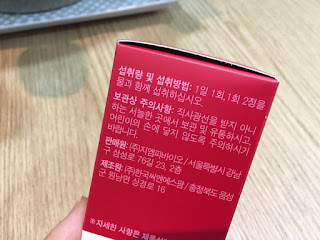 섭취량 및 섭취방법: 1일 1회,1회 2정을
물과 함께 섭취하십시오.
보관상 주의사항: 직사광선을 받지 아니
하는 서늘한 곳에서 보관 및 유통하시고,
어린이의 손에 닿지 않도록 주의하시기
바랍니다.
판매원: (주)지엠피바이오 / 서울특별시 강남
구 삼성로 76길 23, 2층
제조원: (주)한국씨엔에스팜 / 충청북도 음성
군 원남면 상경로 16
※자세한 사항은